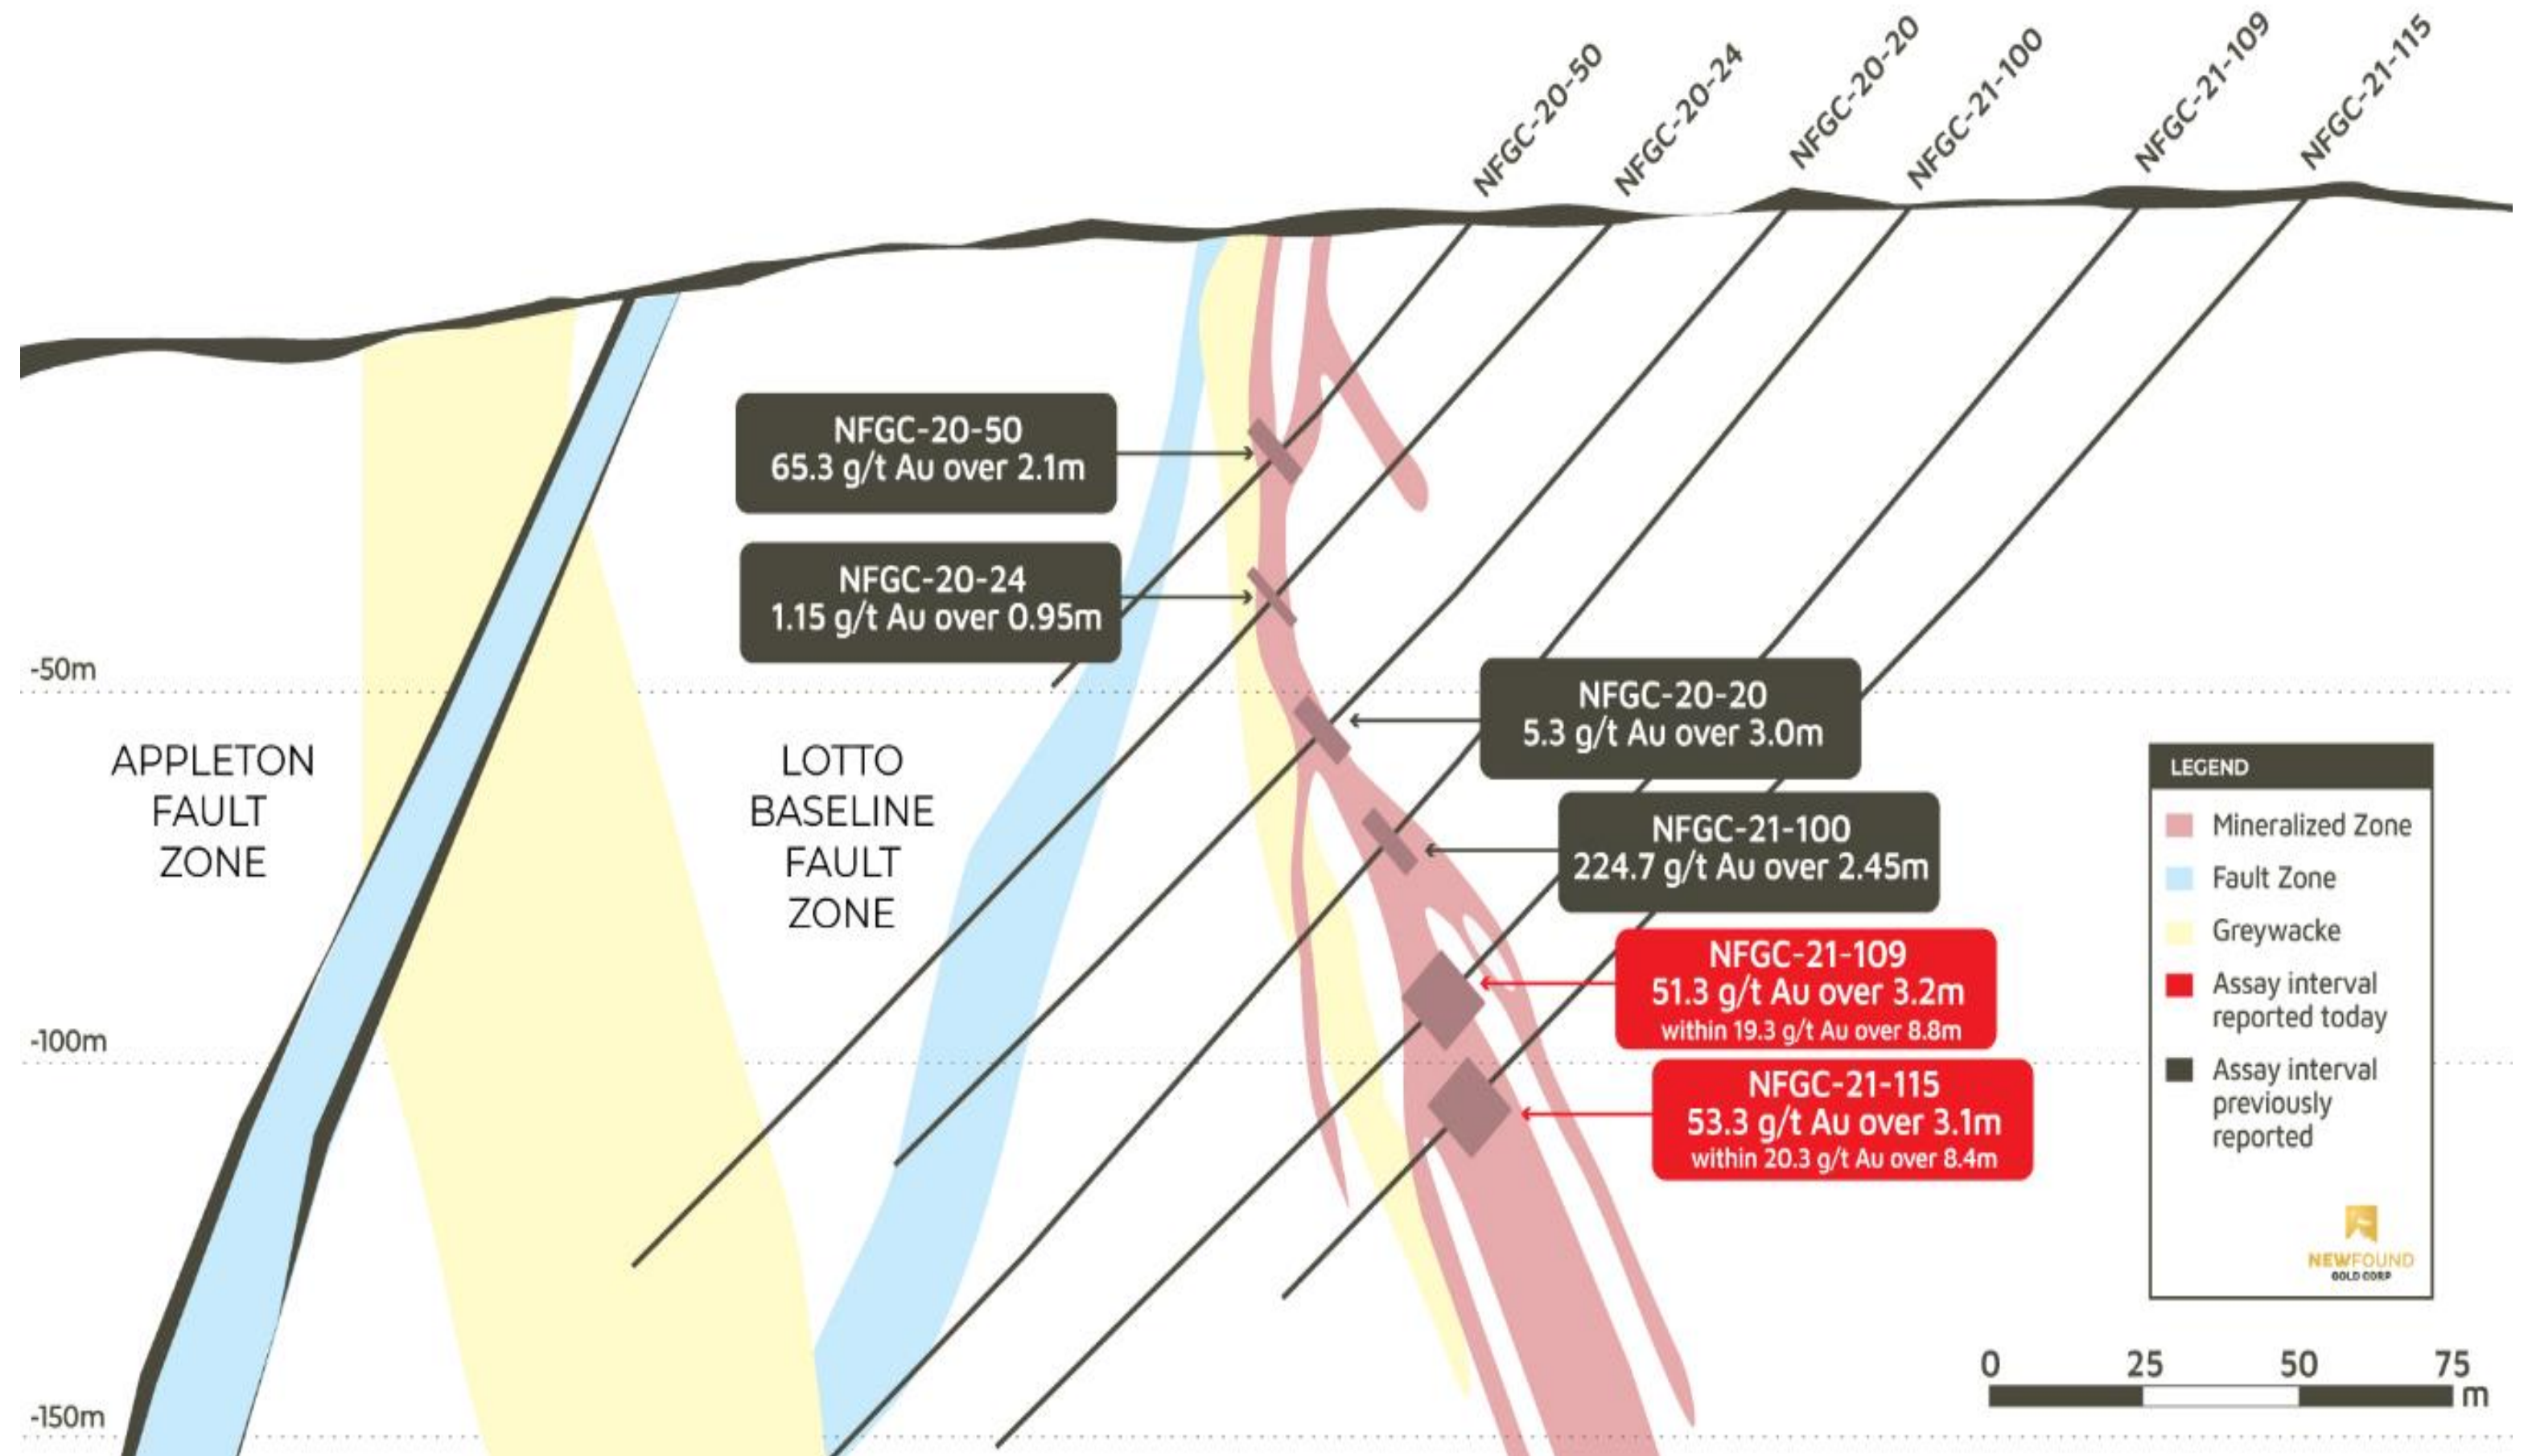 NFGC-20-50
NFGC-20-24
NFGC-20-20
NFGC-21-100
NFGC-21-109
NFGC-21-115
NFGC-20-50
65.3 g/t Au over 2.1m
NFGC-20-24
1.15 g/t Au over 0.95m
-50m
NFGC-20-20
5.3 g/t Au over 3.0m
APPLETON
FAULT
ZONE
LOTTO
BASELINE
FAULT
ZONE
NFGC-21-100
224.7 g/t Au over 2.45m
NFGC-21-109
51.3 g/t Au over 3.2m
within 19.3 g/t Au over 8.8m
-100m
NFGC-21-115
53.3 g/t Au over 3.1m
within 20.3 g/t Au over 8.4m
LEGEND
Mineralized Zone
Fault Zone
Greywacke
Assay interval
reported today
Assay interval
previously
reported
NEWFOUND
GOLD CORP
0 25 50 75
m
-150m